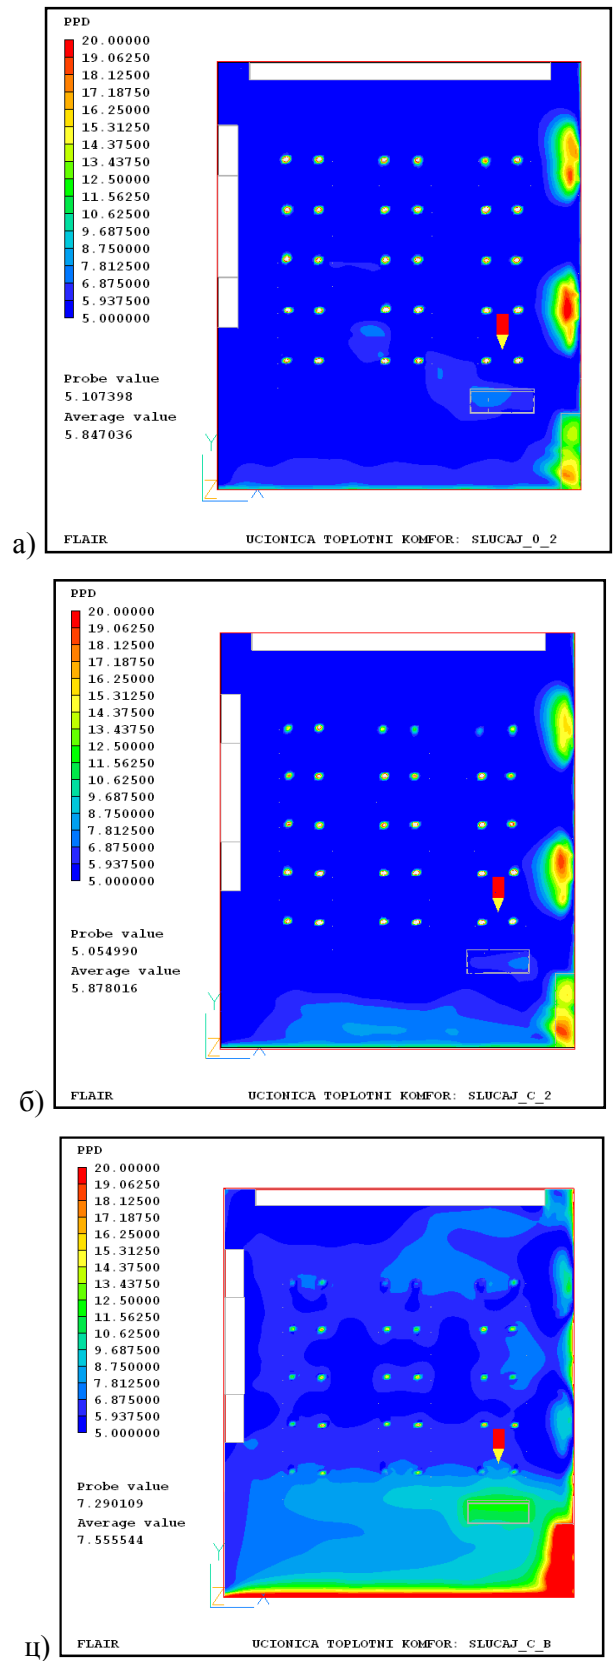 PPD
20.00000
19.06250
18.12500
17.18750
16.25000
15.31250
14.37500
13.43750
12.50000
11.56250
10.62500
9.687500
8.750000
7.812500
6.875000
5.937500
5.000000
Probe value
5.107398
Average value
5.847036
Y
Z X
а)
FLAIR UCIONICA TOPLOTNI KOMFOR: SLUCAJ_0_2
PPD
20.00000
19.06250
18.12500
17.18750
16.25000
15.31250
14.37500
13.43750
12.50000
11.56250
10.62500
9.687500
8.750000
7.812500
6.875000
5.937500
5.000000
Probe value
5.054990
Average value
5.878016
Y
Z X
б)
FLAIR UCIONICA TOPLOTNI KOMFOR: SLUCAJ_C_2
PPD
20.00000
19.06250
18.12500
17.18750
16.25000
15.31250
14.37500
13.43750
12.50000
11.56250
10.62500
9.687500
8.750000
7.812500
6.875000
5.937500
5.000000
Probe value
7.290109
Average value
7.555544
Y
Z X
ц)
FLAIR UCIONICA TOPLOTNI KOMFOR: SLUCAJ_C_B